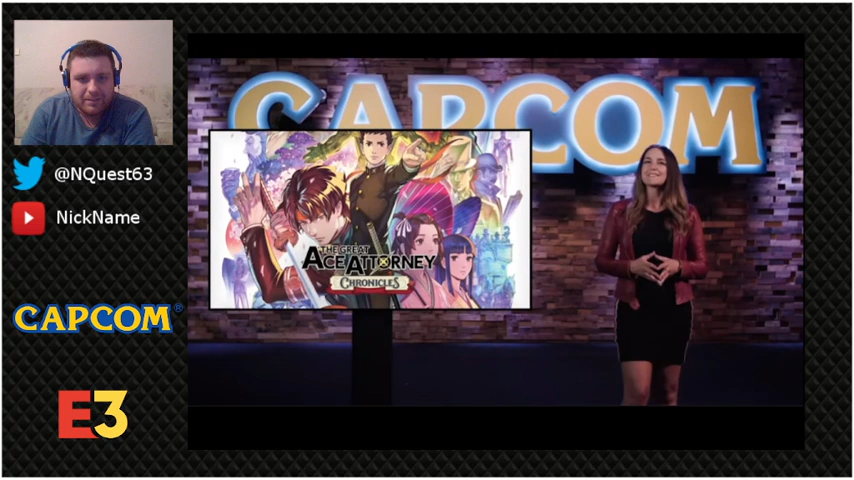 @NQuest63
NickName
CAPCOM®
E3
CAPCOM
THE GREAT
ACE ATTORNEY
CHRONICLES